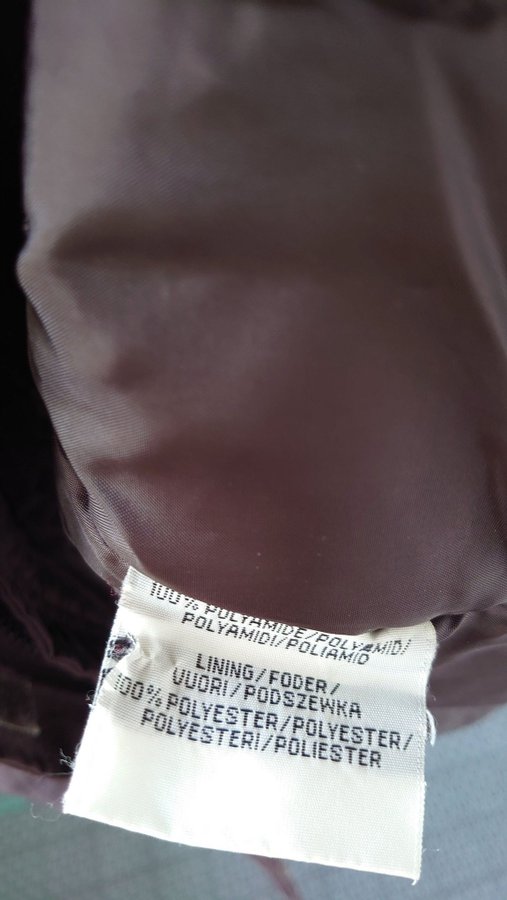 100% POLYAMIDE/POLYAMID/
POLYAMIDI/POLIAMID
LINING/FODER/
VUORI/PODSZEWKA
100% POLYESTER/POLYESTER/
POLYESTERI/POLIESTER